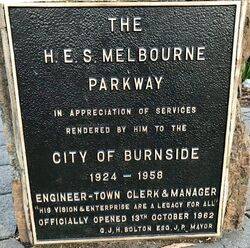 THE
H.E.S. MELBOURNE
PARKWAY
IN APPRECIATION OF SERVICES
RENDERED BY HIM TO THE
CITY OF BURNSIDE
1924 - 1958
ENGINEER-TOWN CLERK & MANAGER
"HIS VISION & ENTERPRISE ARE A LEGACY FOR ALL"
OFFICIALLY OPENED 13TH OCTOBER 1962
G.J.H. BOLTON ESQ. J.P. MAYOR